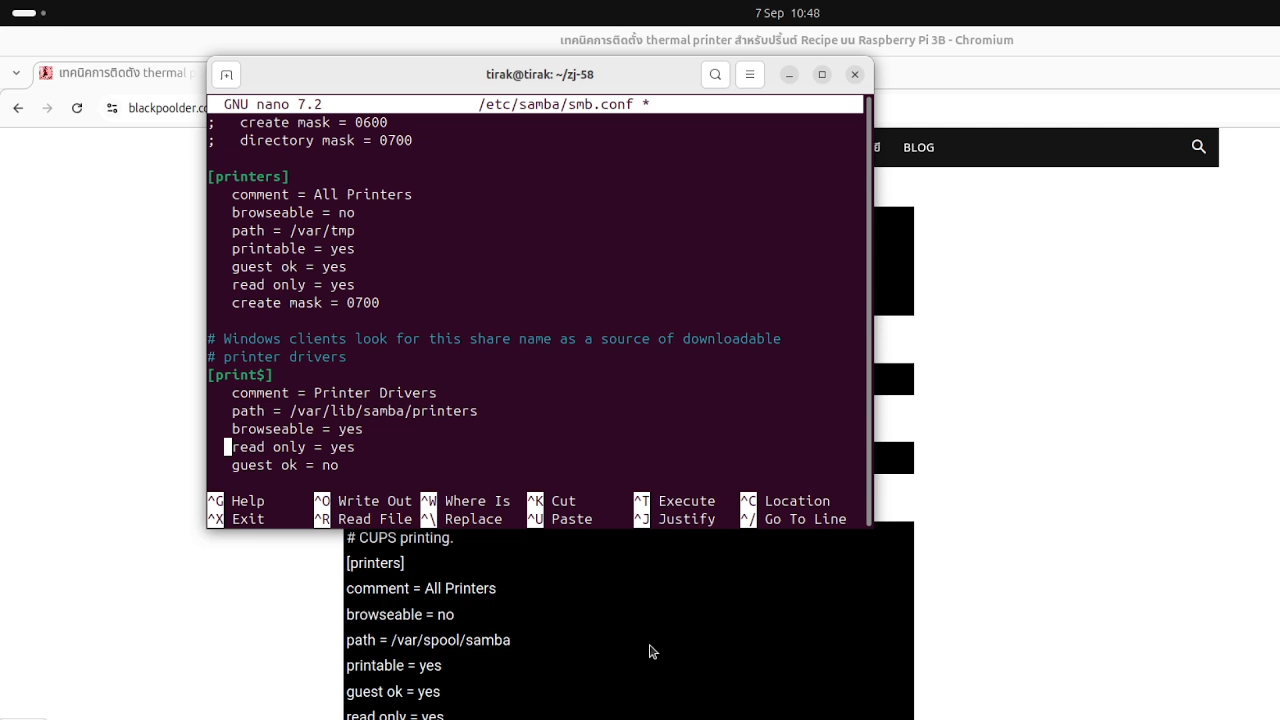 7 Sep 10:48
เทคนิคการติดตั้ง thermal printer สำหรับปริ้นต์ Recipe บน Raspberry Pi 3B - Chromium
เทคนิคการติดตั้ง thermal
tirak@tirak: ~/zj-58
blackpoolder.co
BLOG
GNU nano 7.2 /etc/samba/smb.conf *
;   create mask = 0600
;   directory mask = 0700
[printers]
   comment = All Printers
   browseable = no
   path = /var/tmp
   printable = yes
   guest ok = yes
   read only = yes
   create mask = 0700
# Windows clients look for this share name as a source of downloadable
# printer drivers
[print$]
   comment = Printer Drivers
   path = /var/lib/samba/printers
   browseable = yes
   read only = yes
   guest ok = no
^G Help ^O Write Out ^W Where Is ^K Cut ^T Execute ^C Location
^X Exit ^R Read File ^\ Replace ^U Paste ^J Justify ^/ Go To Line
# CUPS printing.
[printers]
comment = All Printers
browseable = no
path = /var/spool/samba
printable = yes
guest ok = yes
read only = yes